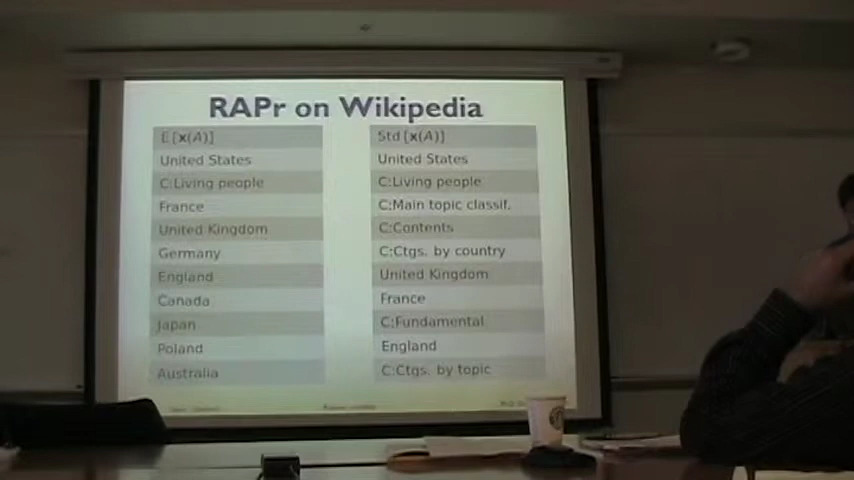 RAPr on Wikipedia
E [x(A)]
United States
C:Living people
France
United Kingdom
Germany
England
Canada
Japan
Poland
Australia
Std [x(A)]
United States
C:Living people
C:Main topic classif.
C:Contents
C:Ctgs. by country
United Kingdom
France
C:Fundamental
England
C:Ctgs. by topic